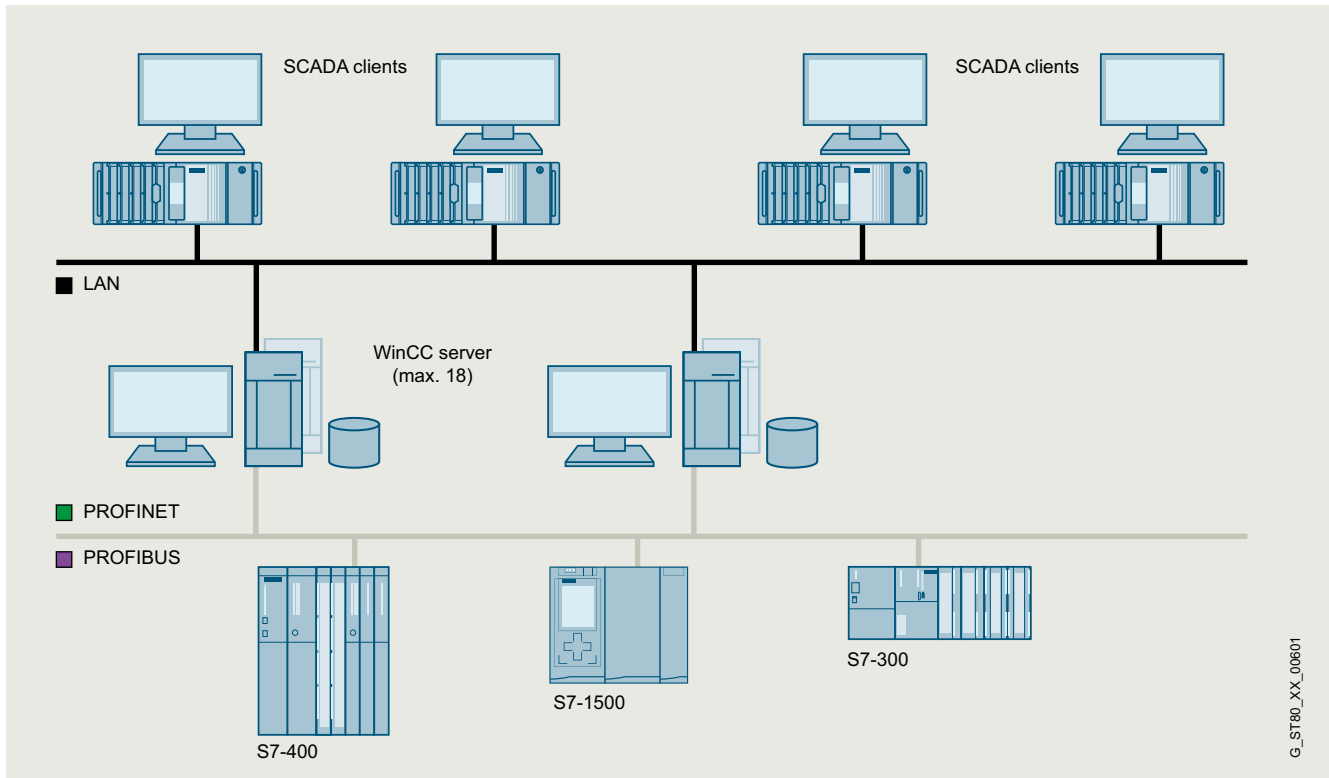 SCADA clients
SCADA clients
LAN
WinCC server
(max. 18)
PROFINET
PROFIBUS
S7-400
S7-1500
S7-300
G_ST80_XX_00601